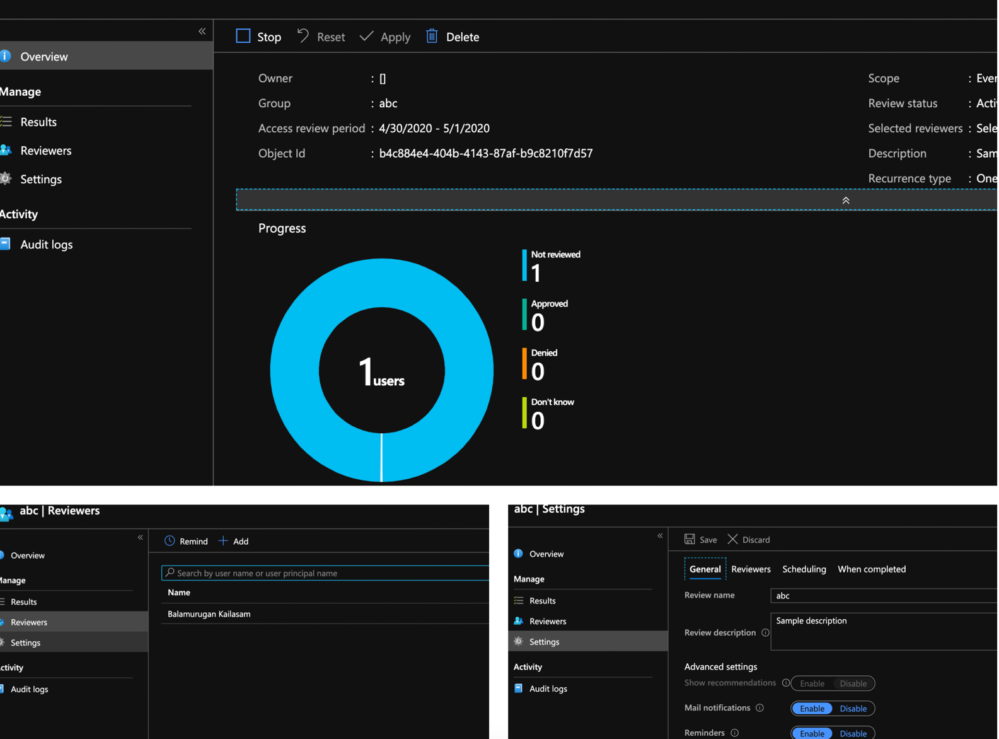 Stop Reset Apply Delete
Overview
Manage
Results
Reviewers
Settings
Activity
Audit logs
Owner : []
Group : abc
Access review period : 4/30/2020 - 5/1/2020
Object Id : b4c884e4-404b-4143-87af-b9c8210f7d57
Scope : Ever
Review status : Acti
Selected reviewers : Sele
Description : Sam
Recurrence type : One
Progress
1 users
Not reviewed
1
Approved
0
Denied
0
Don't know
0
abc | Reviewers
Overview
Manage
Results
Reviewers
Settings
ctivity
Audit logs
Remind Add
Search by user name or user principal name
Name
Balamurugan Kailasam
abc | Settings
Overview
Manage
Results
Reviewers
Settings
Activity
Audit logs
Save Discard
General Reviewers Scheduling When completed
Review name abc
Review description Sample description
Advanced settings
Show recommendations Enable Disable
Mail notifications Enable Disable
Reminders Enable Disable